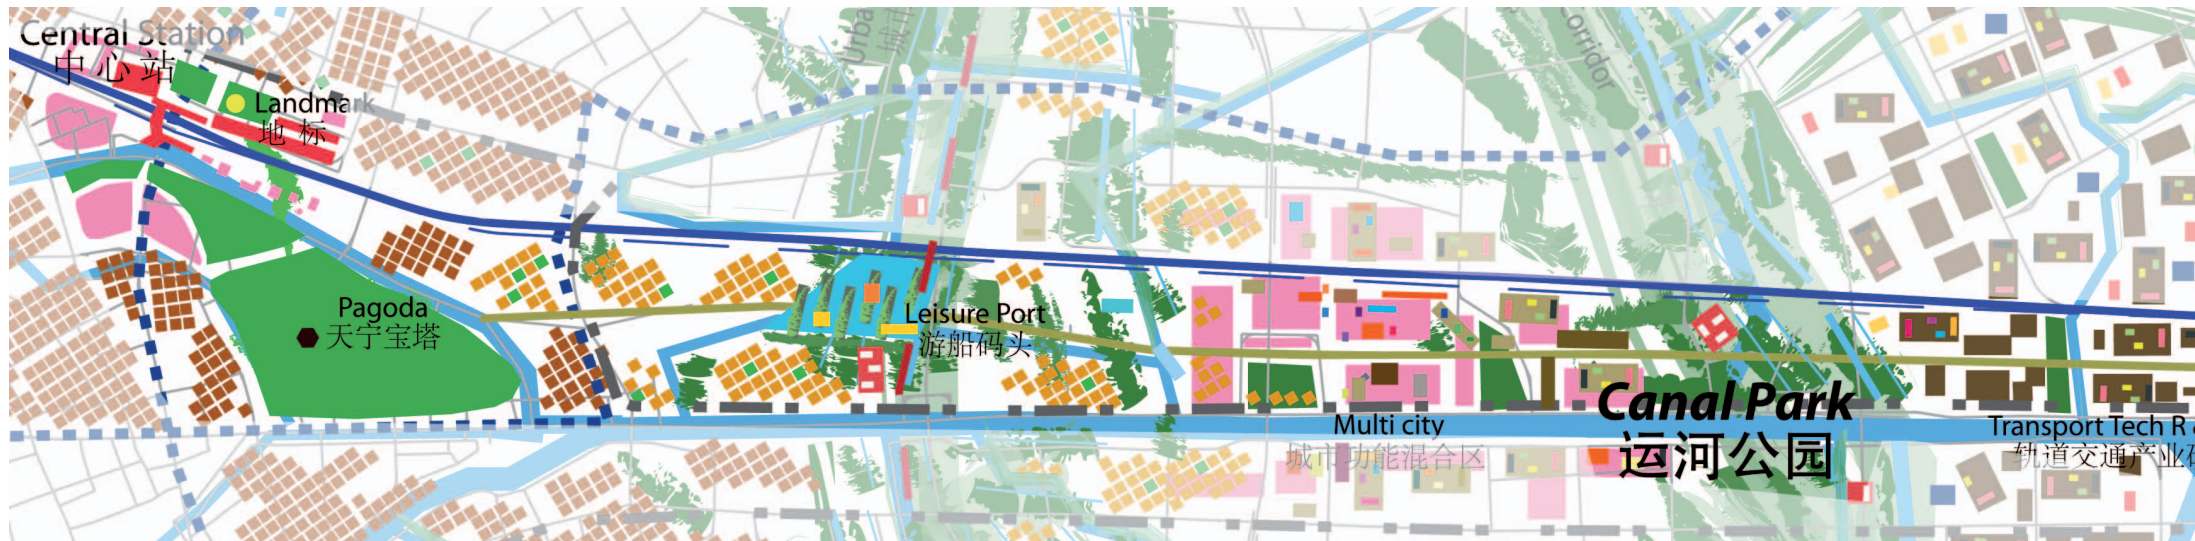 Central Station
中心站
Landmark
地标
Urba
Corridor
Pagoda
天宁宝塔
Leisure Port
游船码头
Multi city
城市功能混合区
Canal Park
运河公园
Transport Tech R
轨道交通产业